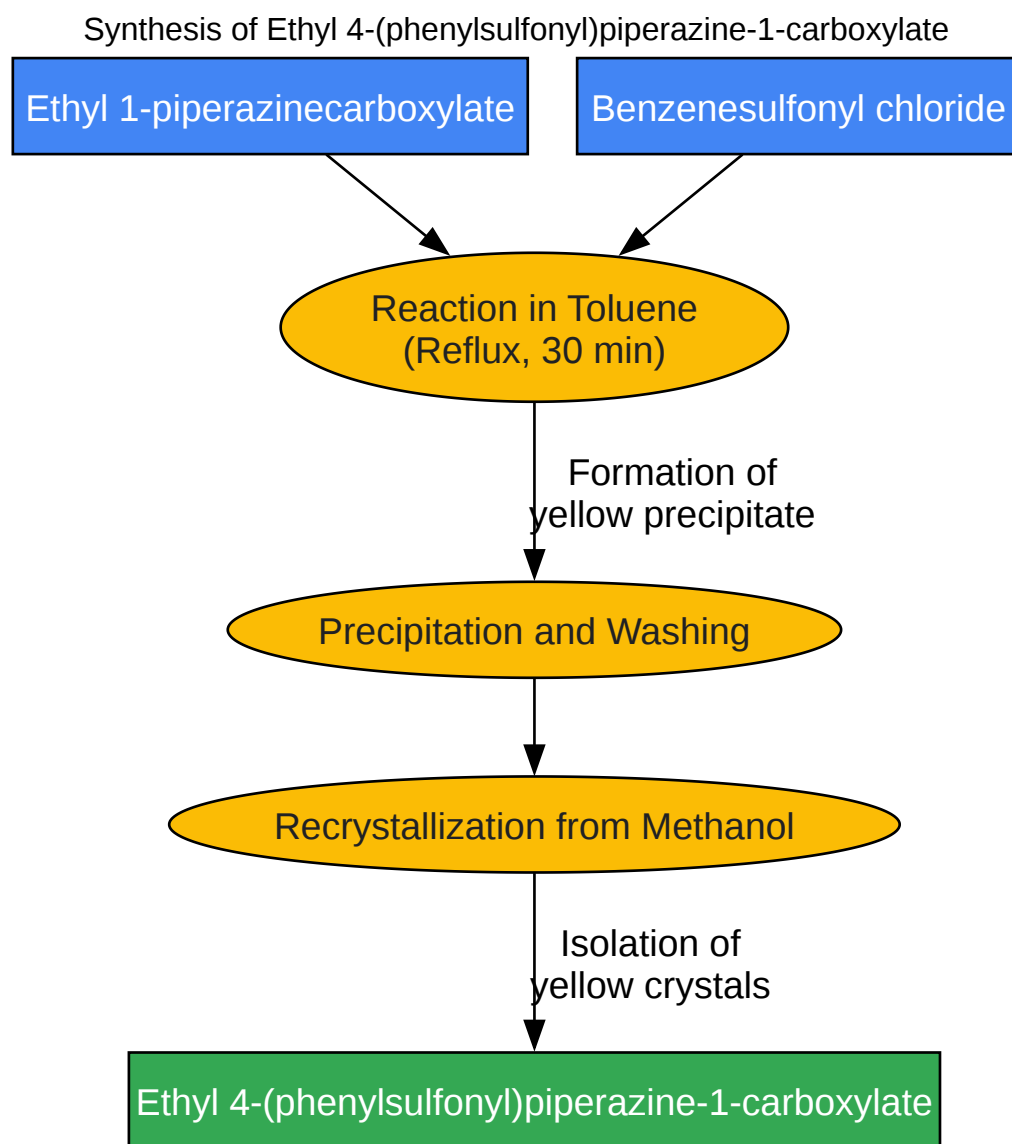 Synthesis of Ethyl 4-(phenylsulfonyl)piperazine-1-carboxylate
Ethyl 1-piperazinecarboxylate
Benzenesulfonyl chloride
Reaction in Toluene
(Reflux, 30 min)
Formation of
yellow precipitate
Precipitation and Washing
Recrystallization from Methanol
Isolation of
yellow crystals
Ethyl 4-(phenylsulfonyl)piperazine-1-carboxylate